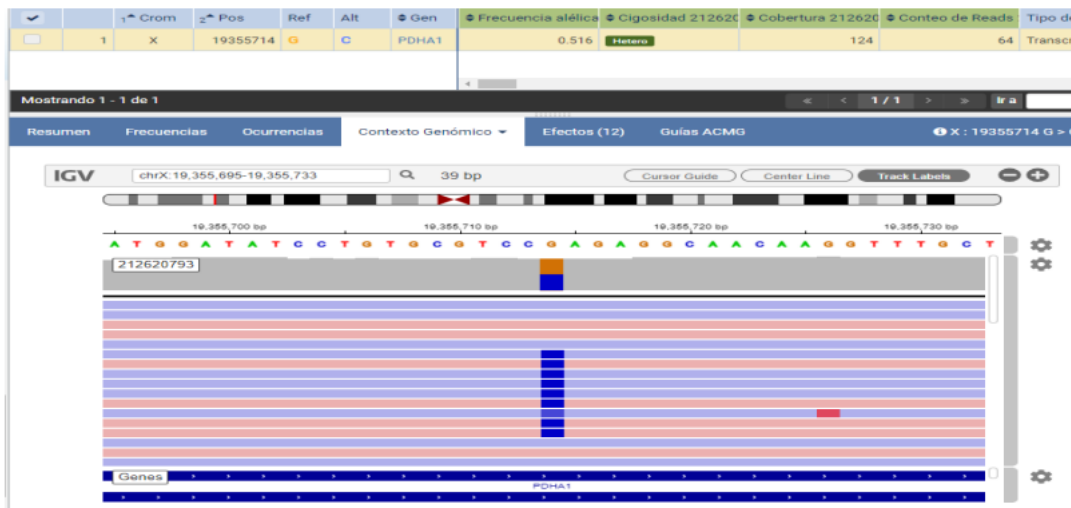 1 Crom 2 Pos Ref Alt Gen Frecuencia alélica Cigosidad 212620 Cobertura 212620 Conteo de Reads Tipo de
1 X 19355714 G C PDHA1 0.516 Hetero 124 64 Transc
Mostrando 1 - 1 de 1 « < 1 / 1 > » Ir a
Resumen Frecuencias Ocurrencias Contexto Genómico Efectos (12) Guías ACMG X : 19355714 G >
IGV chrX:19,355,695-19,355,733 39 bp Cursor Guide Center Line Track Labels
19,355,700 bp 19,355,710 bp 19,355,720 bp 19,355,730 bp
A T G G A T A T C C T G T G C G T C C G A G A G G C A A C A A G G T T T G C T
212620793
Genes
PDHA1